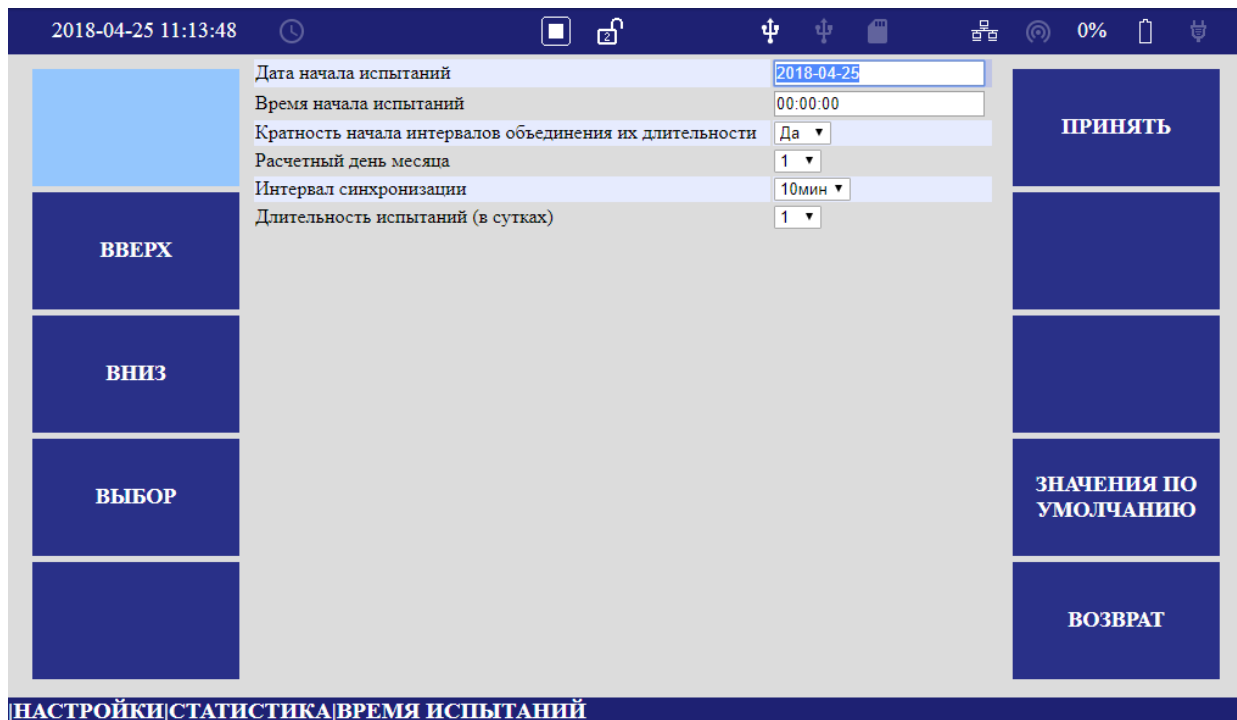 2018-04-25 11:13:48 2 0%
Дата начала испытаний 2018-04-25
Время начала испытаний 00:00:00
Кратность начала интервалов объединения их длительности Да
Расчетный день месяца 1
Интервал синхронизации 10мин
Длительность испытаний (в сутках) 1
ВВЕРХ
ВНИЗ
ВЫБОР
ПРИНЯТЬ
ЗНАЧЕНИЯ ПО
УМОЛЧАНИЮ
ВОЗВРАТ
|НАСТРОЙКИ|СТАТИСТИКА|ВРЕМЯ ИСПЫТАНИЙ